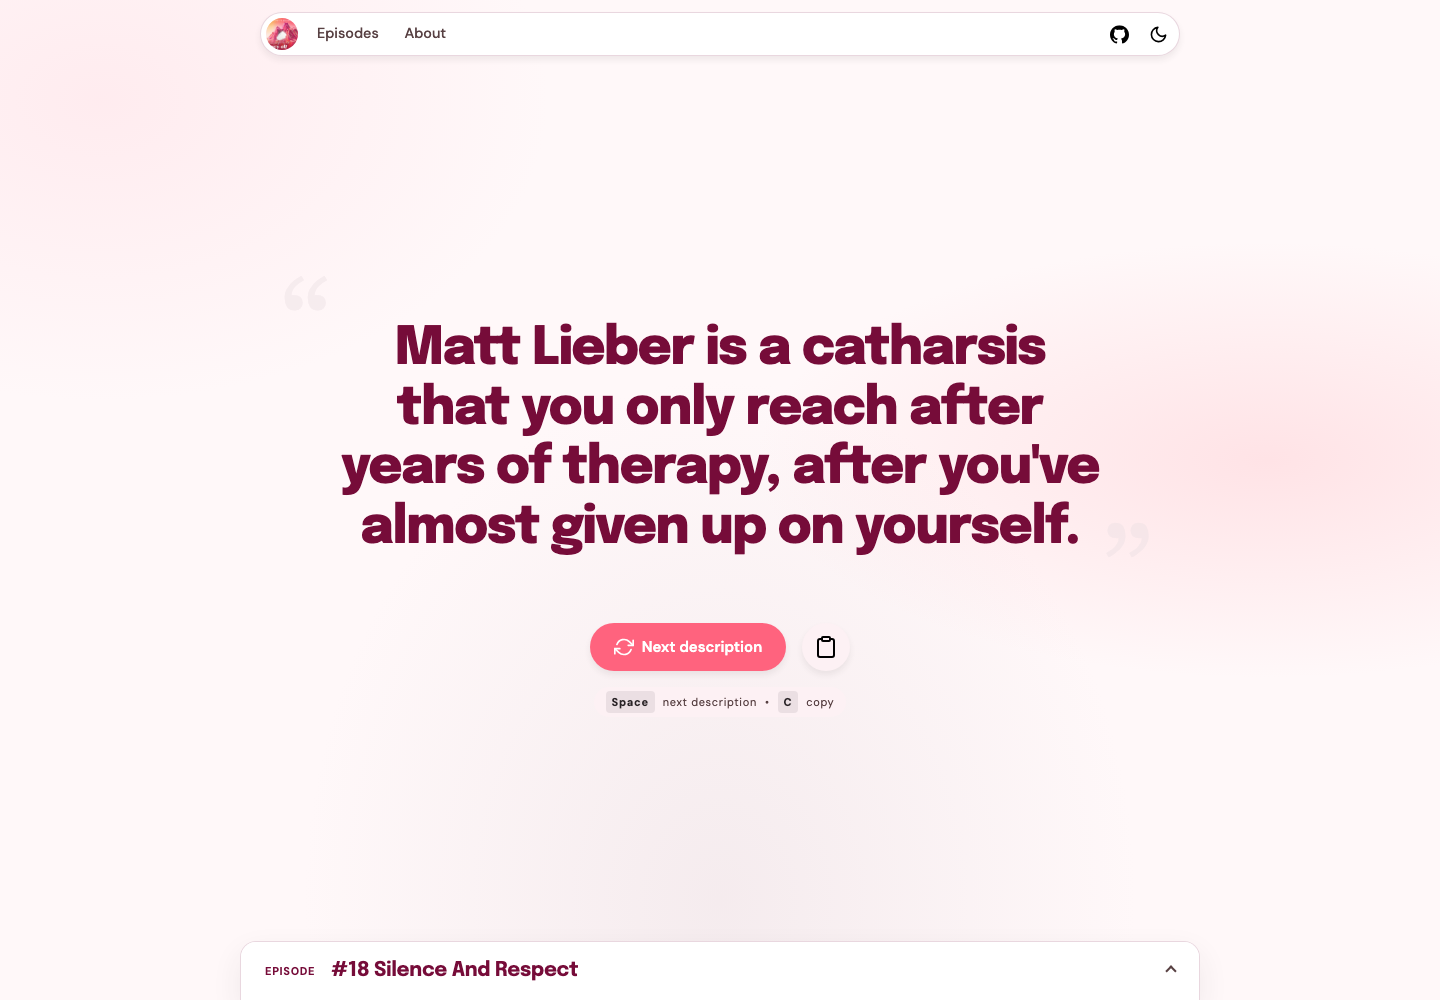 Episodes About
“
Matt Lieber is a catharsis
that you only reach after
years of therapy, after you've
almost given up on yourself.
”
Next description
Space next description • C copy
EPISODE #18 Silence And Respect